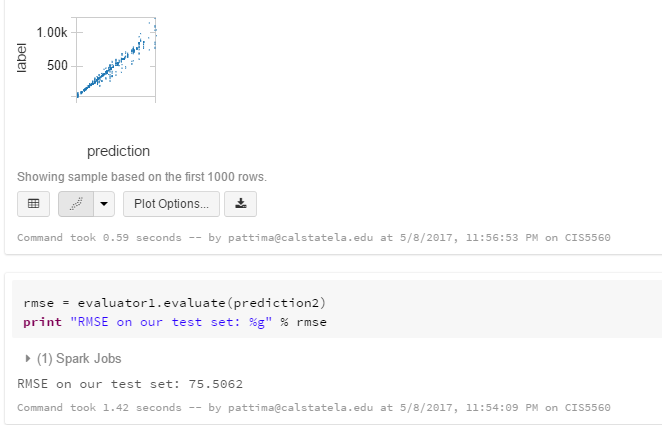 1.00k
500
label
prediction
Showing sample based on the first 1000 rows.
Plot Options...
Command took 0.59 seconds -- by pattima@calstatela.edu at 5/8/2017, 11:56:53 PM on CIS5560
rmse = evaluator1.evaluate(prediction2)
print "RMSE on our test set: %g" % rmse
(1) Spark Jobs
RMSE on our test set: 75.5062
Command took 1.42 seconds -- by pattima@calstatela.edu at 5/8/2017, 11:54:09 PM on CIS5560